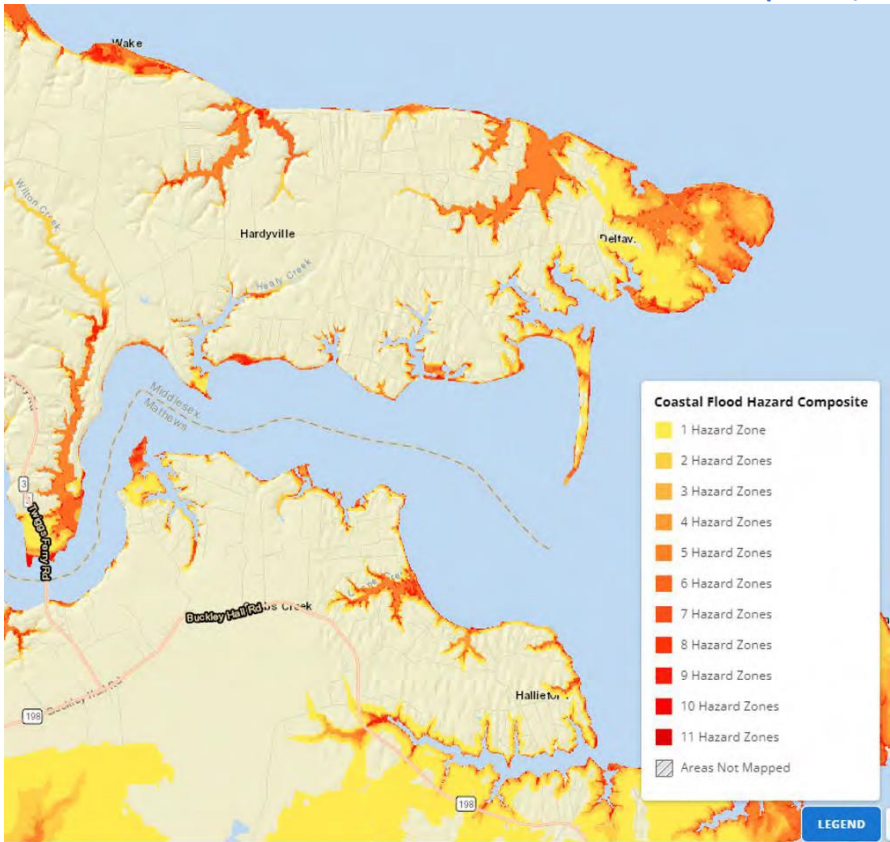 Wake
Wilton Creek
Hardyville
Deltav.
Healy Creek
Middlesex
Mathews
3
Twiggs Ferry Rd
Buckley Hall Rd
bs Creek
Buckley Hall Rd
198
Halliefor
198
Coastal Flood Hazard Composite
1 Hazard Zone
2 Hazard Zones
3 Hazard Zones
4 Hazard Zones
5 Hazard Zones
6 Hazard Zones
7 Hazard Zones
8 Hazard Zones
9 Hazard Zones
10 Hazard Zones
11 Hazard Zones
Areas Not Mapped
LEGEND